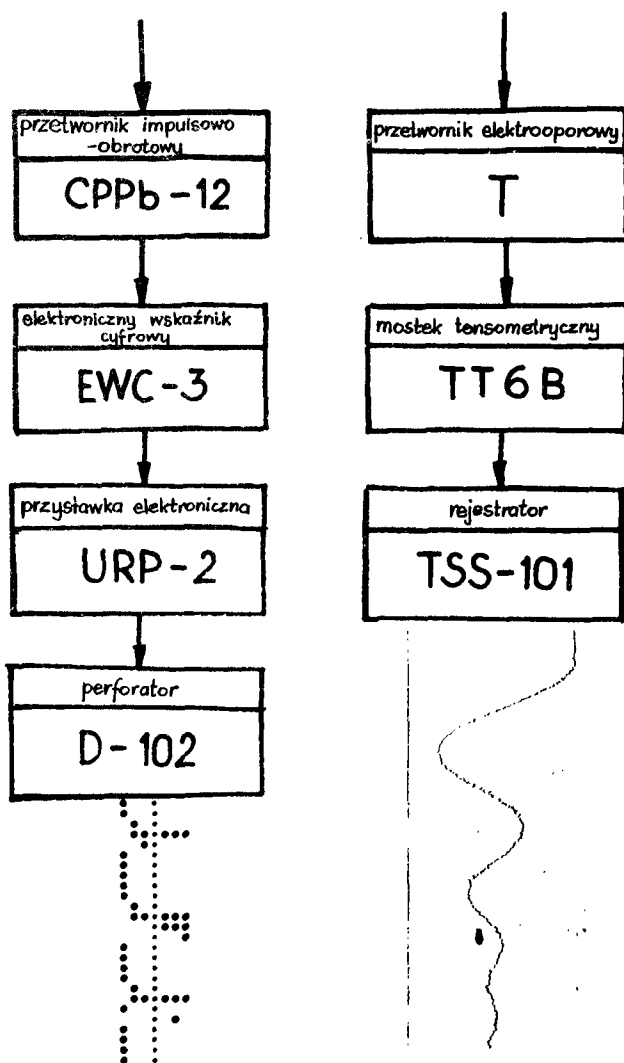 przetwornik impulsowo
-obrotowy
CPPb-12
elektroniczny wskaźnik
cyfrowy
EWC-3
przystawka elektroniczna
URP-2
perforator
D-102
przetwornik elektrooporowy
T
mostek tensometryczny
TT6B
rejestrator
TSS-101